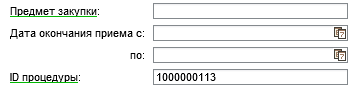 Предмет закупки:
Дата окончания приема с:
по:
ID процедуры: 1000000113